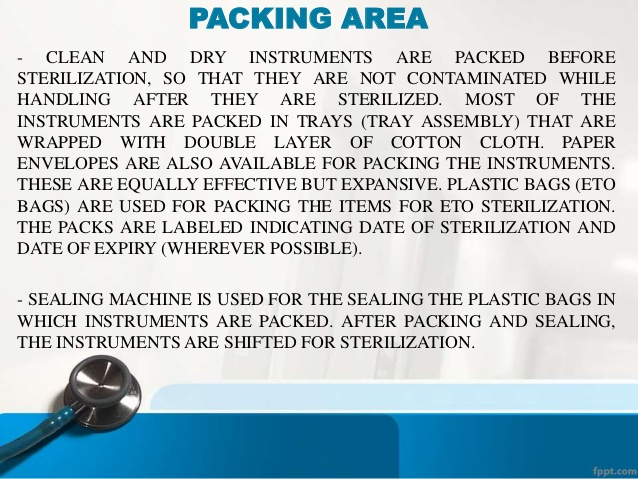 PACKING AREA
- CLEAN AND DRY INSTRUMENTS ARE PACKED BEFORE
STERILIZATION, SO THAT THEY ARE NOT CONTAMINATED WHILE
HANDLING AFTER THEY ARE STERILIZED. MOST OF THE
INSTRUMENTS ARE PACKED IN TRAYS (TRAY ASSEMBLY) THAT ARE
WRAPPED WITH DOUBLE LAYER OF COTTON CLOTH. PAPER
ENVELOPES ARE ALSO AVAILABLE FOR PACKING THE INSTRUMENTS.
THESE ARE EQUALLY EFFECTIVE BUT EXPANSIVE. PLASTIC BAGS (ETO
BAGS) ARE USED FOR PACKING THE ITEMS FOR ETO STERILIZATION.
THE PACKS ARE LABELED INDICATING DATE OF STERILIZATION AND
DATE OF EXPIRY (WHEREVER POSSIBLE).
- SEALING MACHINE IS USED FOR THE SEALING THE PLASTIC BAGS IN
WHICH INSTRUMENTS ARE PACKED. AFTER PACKING AND SEALING,
THE INSTRUMENTS ARE SHIFTED FOR STERILIZATION.
fppt.com